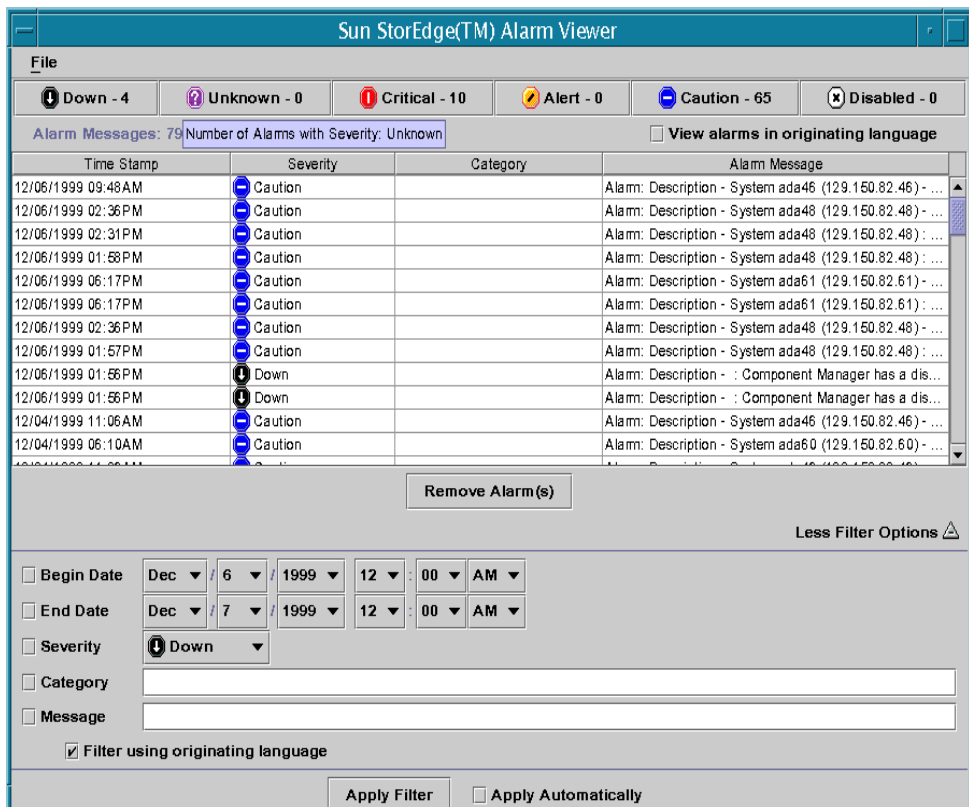 Sun StorEdge(TM) Alarm Viewer
File
Down - 4 Unknown - 0 Critical - 10 Alert - 0 Caution - 65 Disabled - 0
Alarm Messages: 79 Number of Alarms with Severity: Unknown View alarms in originating language
Time Stamp Severity Category Alarm Message
12/06/1999 09:48AM Caution Alarm: Description - System ada46 (129.150.82.46) - ...
12/06/1999 02:36PM Caution Alarm: Description - System ada48 (129.150.82.48) - ...
12/06/1999 02:31PM Caution Alarm: Description - System ada48 (129.150.82.48) : ...
12/06/1999 01:58PM Caution Alarm: Description - System ada48 (129.150.82.48) : ...
12/06/1999 06:17PM Caution Alarm: Description - System ada61 (129.150.82.61) - ...
12/06/1999 06:17PM Caution Alarm: Description - System ada61 (129.150.82.61) : ...
12/06/1999 02:36PM Caution Alarm: Description - System ada48 (129.150.82.48) - ...
12/06/1999 01:57PM Caution Alarm: Description - System ada48 (129.150.82.48) : ...
12/06/1999 01:56PM Down Alarm: Description - : Component Manager has a dis...
12/06/1999 01:56PM Down Alarm: Description - : Component Manager has a dis...
12/04/1999 11:06AM Caution Alarm: Description - System ada46 (129.150.82.46) - ...
12/04/1999 06:10AM Caution Alarm: Description - System ada60 (129.150.82.60) - ...
Remove Alarm(s)
Less Filter Options
Begin Date Dec / 6 / 1999 12 : 00 AM
End Date Dec / 7 / 1999 12 : 00 AM
Severity Down
Category
Message
Filter using originating language
Apply Filter Apply Automatically